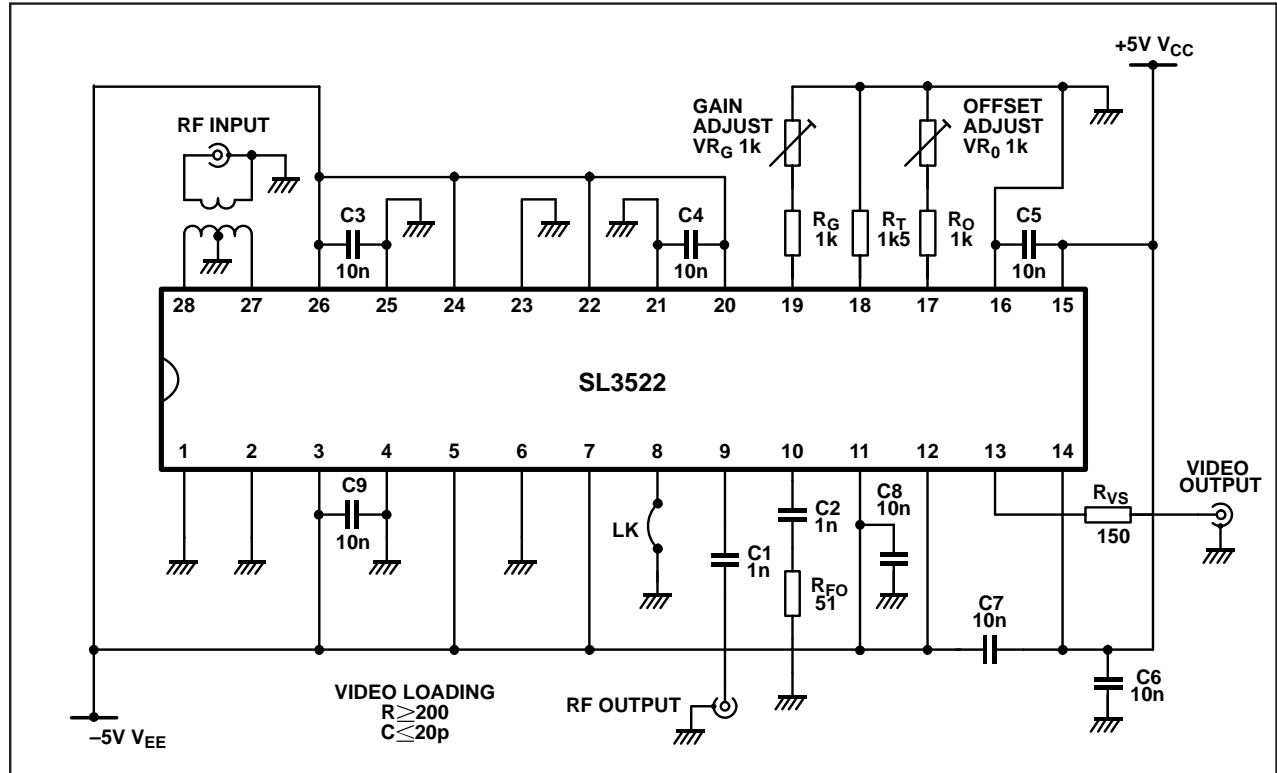 +5V VCC
RF INPUT
GAIN
ADJUST
VRG 1k
OFFSET
ADJUST
VR0 1k
C3
10n
C4
10n
RG
1k
RT
1k5
RO
1k
C5
10n
28 27 26 25 24 23 22 21 20 19 18 17 16 15
SL3522
1 2 3 4 5 6 7 8 9 10 11 12 13 14
C9
10n
LK
C1
1n
C2
1n
RFO
51
C8
10n
RVS
150
VIDEO
OUTPUT
C7
10n
C6
10n
VIDEO LOADING
R≥200
C≤20p
RF OUTPUT
–5V VEE